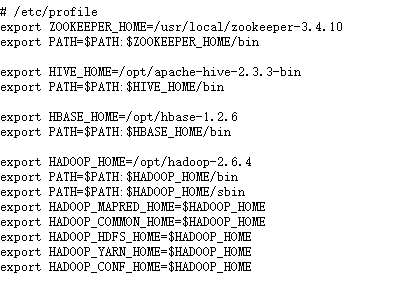 # /etc/profile
export ZOOKEEPER_HOME=/usr/local/zookeeper-3.4.10
export PATH=$PATH:$ZOOKEEPER_HOME/bin
export HIVE_HOME=/opt/apache-hive-2.3.3-bin
export PATH=$PATH:$HIVE_HOME/bin
export HBASE_HOME=/opt/hbase-1.2.6
export PATH=$PATH:$HBASE_HOME/bin
export HADOOP_HOME=/opt/hadoop-2.6.4
export PATH=$PATH:$HADOOP_HOME/bin
export PATH=$PATH:$HADOOP_HOME/sbin
export HADOOP_MAPRED_HOME=$HADOOP_HOME
export HADOOP_COMMON_HOME=$HADOOP_HOME
export HADOOP_HDFS_HOME=$HADOOP_HOME
export HADOOP_YARN_HOME=$HADOOP_HOME
export HADOOP_CONF_HOME=$HADOOP_HOME